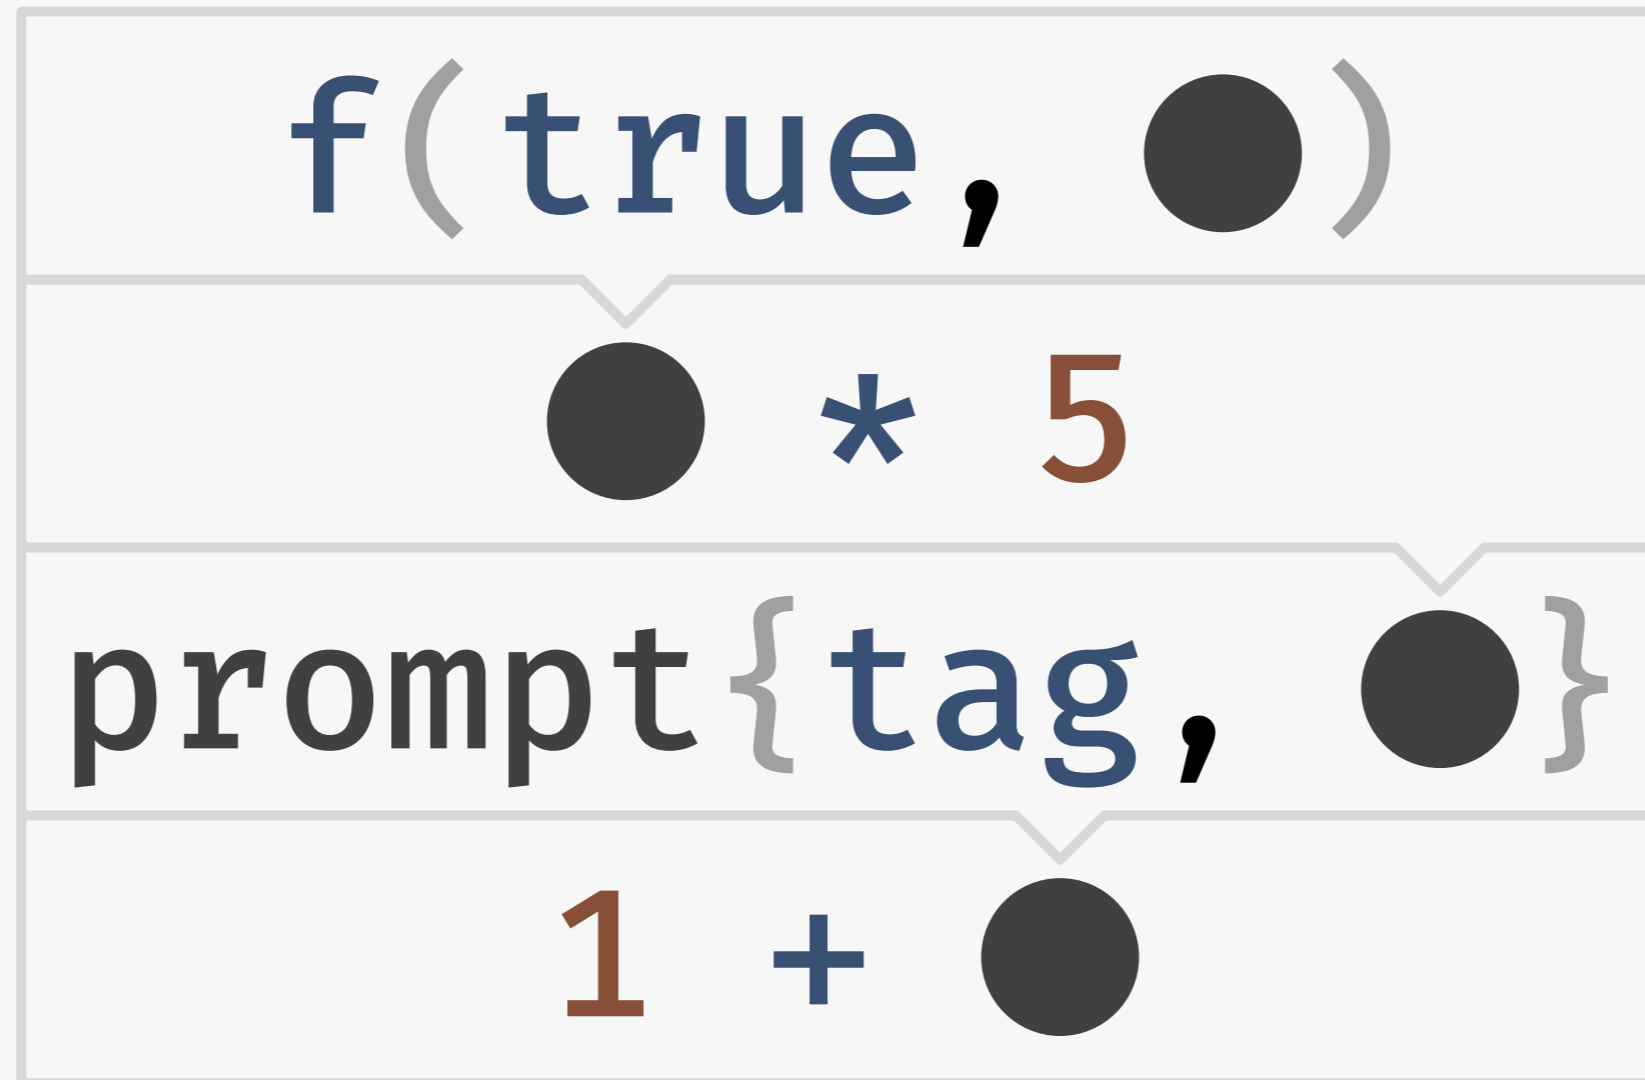 f(true, ●)
● * 5
prompt{tag, ●}
1 + ●